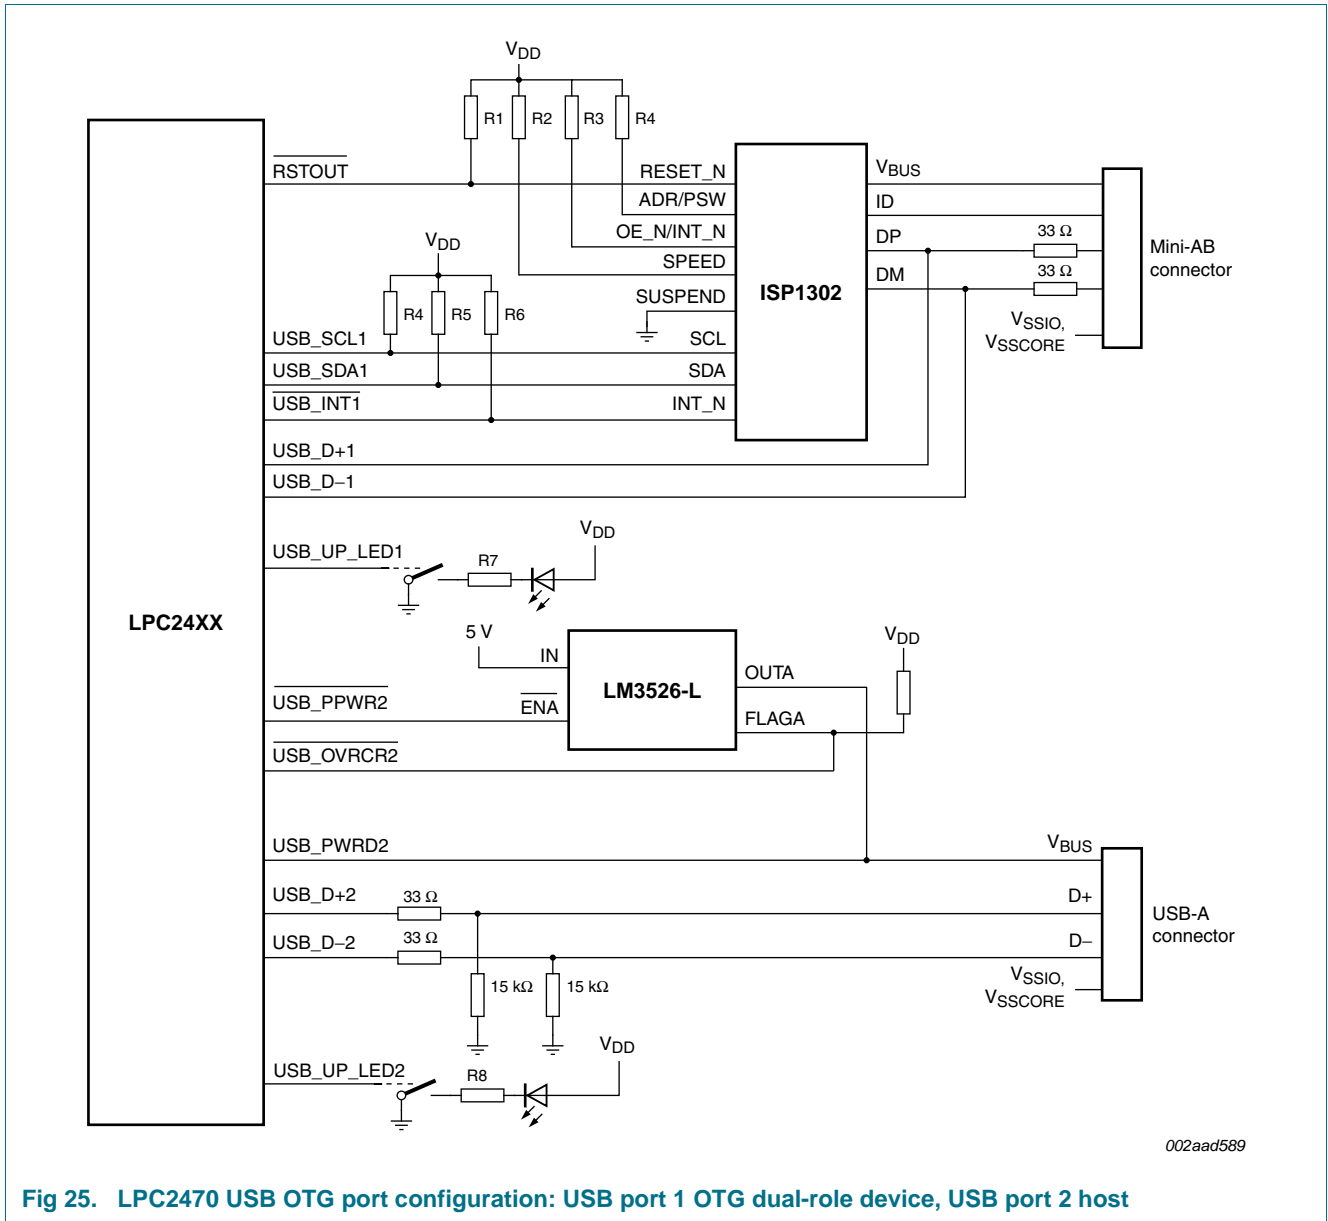 VDD
R1 R2 R3 R4
RSTOUT
RESET_N
ADR/PSW
OE_N/INT_N
SPEED
SUSPEND
SCL
SDA
INT_N
ISP1302
VBUS
ID
DP
DM
33 Ω
33 Ω
VSSIO,
VSSCORE
Mini-AB
connector
VDD
R4 R5 R6
USB_SCL1
USB_SDA1
USB_INT1
USB_D+1
USB_D−1
USB_UP_LED1
R7
VDD
LPC24XX
5 V
IN
ENA
LM3526-L
OUTA
FLAGA
VDD
USB_PPWR2
USB_OVRCR2
USB_PWRD2
USB_D+2
33 Ω
USB_D−2
33 Ω
15 kΩ
15 kΩ
VBUS
D+
D−
VSSIO,
VSSCORE
USB-A
connector
USB_UP_LED2
R8
VDD
002aad589
Fig 25. LPC2470 USB OTG port configuration: USB port 1 OTG dual-role device, USB port 2 host